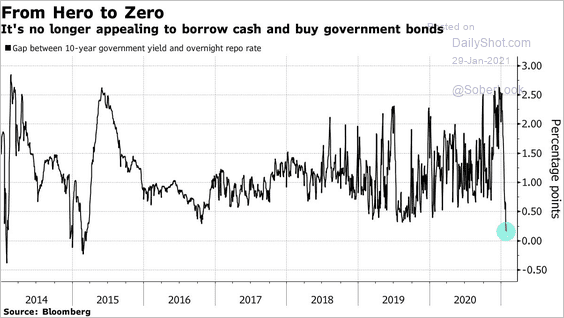 From Hero to Zero
It's no longer appealing to borrow cash and buy government bonds
Posted on
DailyShot.com
29-Jan-2021
@SoberLook
Gap between 10-year government yield and overnight repo rate
3.00
2.50
2.00
1.50
1.00
0.50
0.00
-0.50
Percentage points
2014 2015 2016 2017 2018 2019 2020
Source: Bloomberg